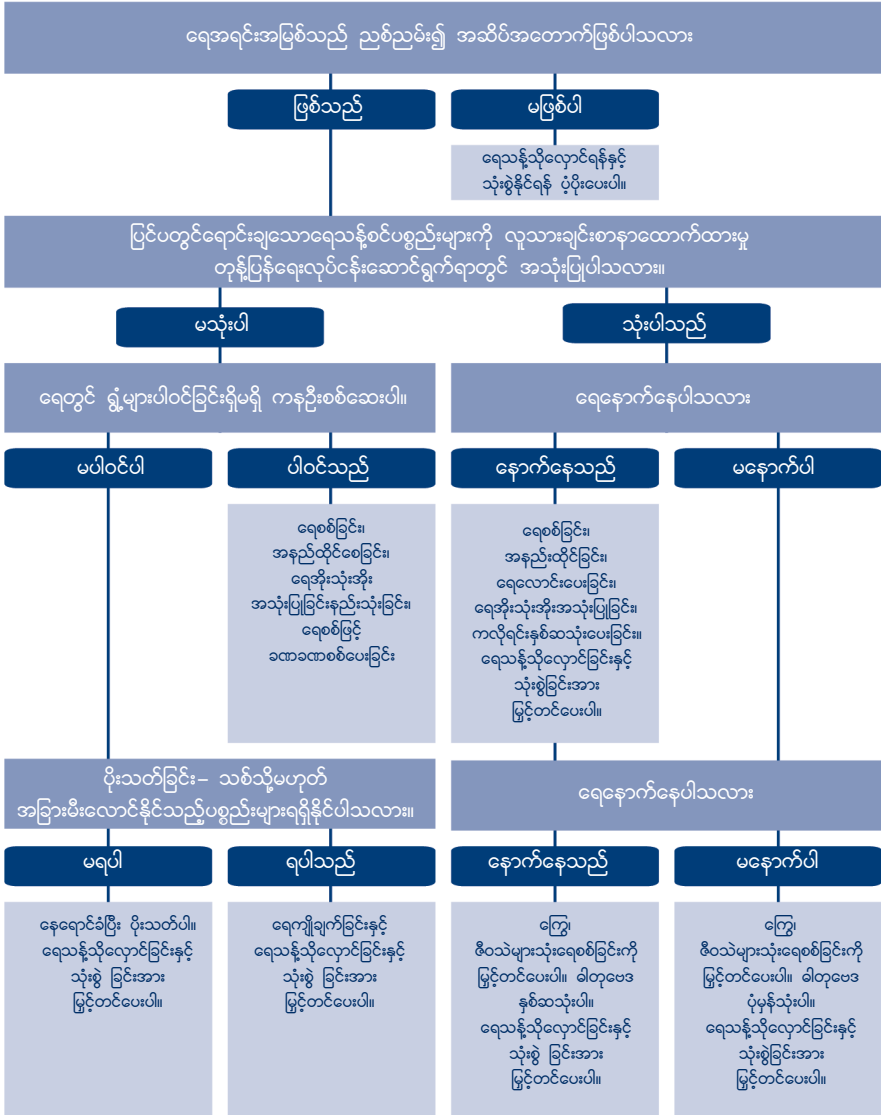 ရေအရင်းအမြစ်သည် ညစ်ညမ်း၍ အဆိပ်အတောက်ဖြစ်ပါသလား
ဖြစ်သည်
မဖြစ်ပါ
ရေသန့်သိုလှောင်ရန်နှင့်
သုံးစွဲနိုင်ရန် ပံ့ပိုးပေးပါ။
ပြင်ပတွင်ရောင်းချသောရေသန့်စင်ပစ္စည်းများကို လူသားချင်းစာနာထောက်ထားမှု
တုန့်ပြန်ရေးလုပ်ငန်းဆောင်ရွက်ရာတွင် အသုံးပြုပါသလား။
မသုံးပါ
သုံးပါသည်
ရေတွင် ရွှံ့များပါဝင်ခြင်းရှိမရှိ ကနဦးစစ်ဆေးပါ။
ရေနောက်နေပါသလား
မပါဝင်ပါ
ပါဝင်သည်
နောက်နေသည်
မနောက်ပါ
ရေစစ်ခြင်း၊
အနည်ထိုင်စေခြင်း၊
ရေအိုးသုံးအိုး
အသုံးပြုခြင်းနည်းသုံးခြင်း၊
ရေစစ်ဖြင့်
ခဏခဏစစ်ပေးခြင်း
ရေစစ်ခြင်း၊
အနည်းထိုင်ခြင်း၊
ရေလောင်းပေးခြင်း၊
ရေအိုးသုံးအိုးအသုံးပြုခြင်း၊
ကလိုရင်းနှစ်ဆသုံးပေးခြင်း။
ရေသန့်သိုလှောင်ခြင်းနှင့်
သုံးစွဲခြင်းအား
မြှင့်တင်ပေးပါ။
ပိုးသတ်ခြင်း– သစ်သို့မဟုတ်
အခြားမီးလောင်နိုင်သည့်ပစ္စည်းများရရှိနိုင်ပါသလား။
ရေနောက်နေပါသလား
မရပါ
ရပါသည်
နောက်နေသည်
မနောက်ပါ
နေရောင်ခံပြီး ပိုးသတ်ပါ။
ရေသန့်သိုလှောင်ခြင်းနှင့်
သုံးစွဲ ခြင်းအား
မြှင့်တင်ပေးပါ။
ရေကျိုချက်ခြင်းနှင့်
ရေသန့်သိုလှောင်ခြင်းနှင့်
သုံးစွဲ ခြင်းအား
မြှင့်တင်ပေးပါ။
ကြွေ၊
ဇီဝသဲများသုံးရေစစ်ခြင်းကို
မြှင့်တင်ပေးပါ။ ဓါတုဗေဒ
နှစ်ဆသုံးပါ။
ရေသန့်သိုလှောင်ခြင်းနှင့်
သုံးစွဲ ခြင်းအား
မြှင့်တင်ပေးပါ။
ကြွေ၊
ဇီဝသဲများသုံးရေစစ်ခြင်းကို
မြှင့်တင်ပေးပါ။ ဓါတုဗေဒ
ပုံမှန်သုံးပါ။
ရေသန့်သိုလှောင်ခြင်းနှင့်
သုံးစွဲခြင်းအား
မြှင့်တင်ပေးပါ။